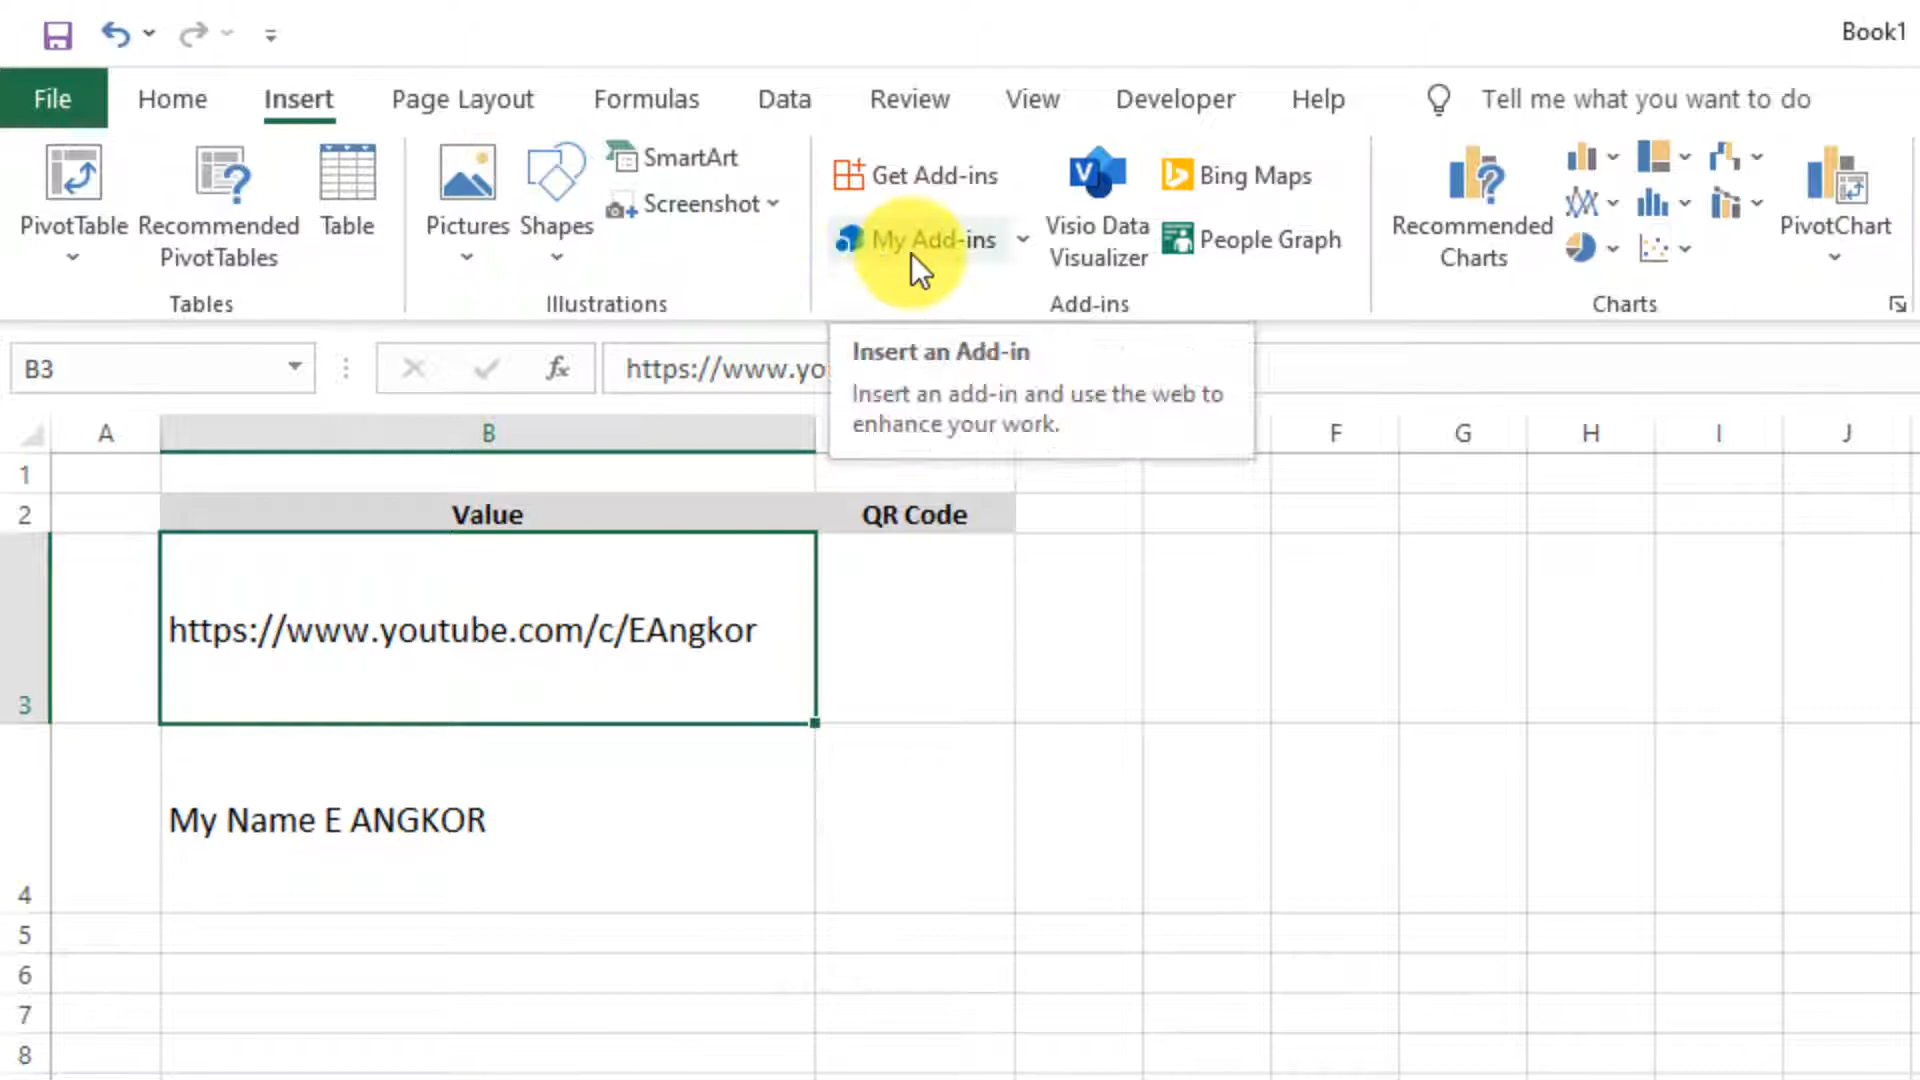 Book1
File Home Insert Page Layout Formulas Data Review View Developer Help Tell me what you want to do
PivotTable
Recommended
PivotTables
Table
Tables
Pictures
Shapes
SmartArt
Screenshot
Illustrations
Get Add-ins
My Add-ins
Visio Data
Visualizer
Bing Maps
People Graph
Add-ins
Recommended
Charts
PivotChart
Charts
B3
fx
https://www.yo
Insert an Add-in
Insert an add-in and use the web to
enhance your work.
A B F G H I J
1
2 Value QR Code
3 https://www.youtube.com/c/EAngkor
4 My Name E ANGKOR
5
6
7
8